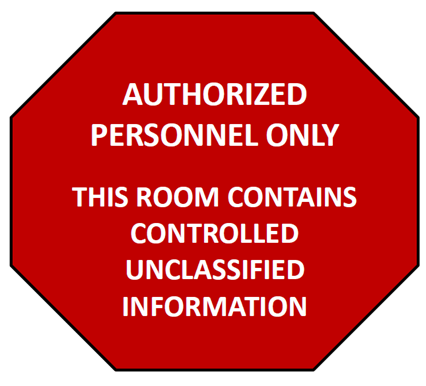 AUTHORIZED
PERSONNEL ONLY
THIS ROOM CONTAINS
CONTROLLED
UNCLASSIFIED
INFORMATION